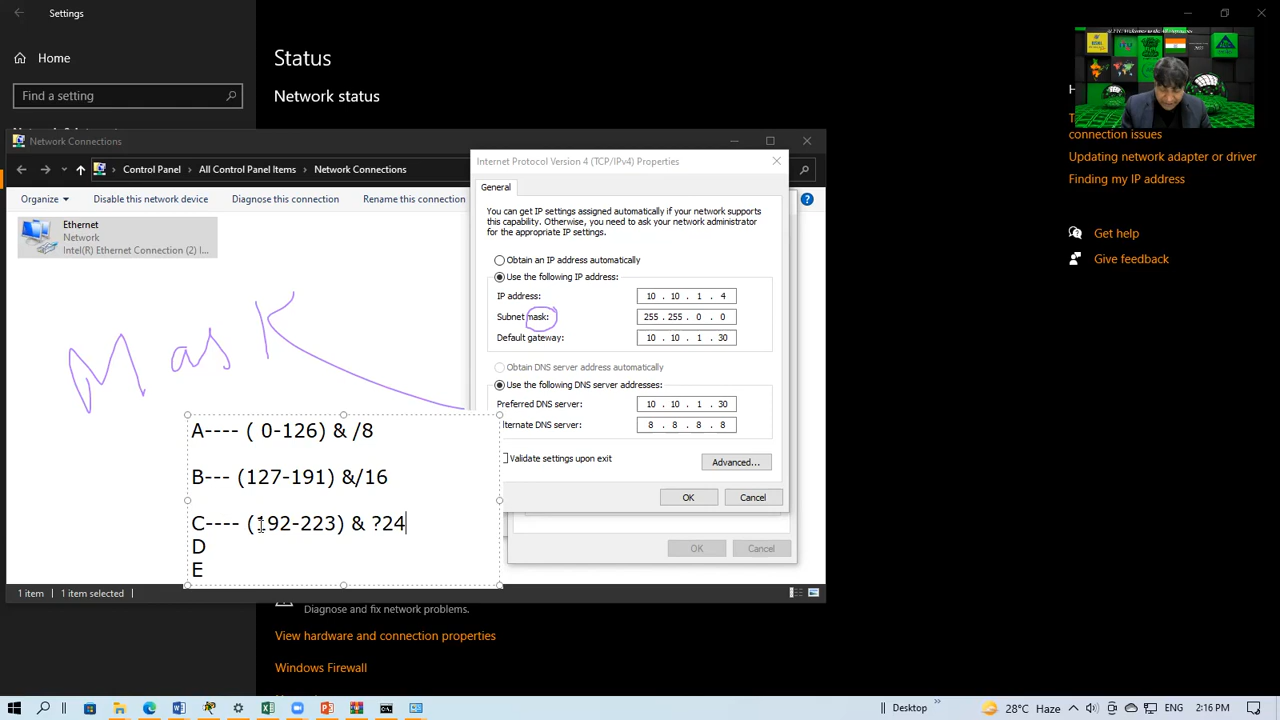 Settings
Home
Find a setting
Status
Network status
connection issues
Updating network adapter or driver
Finding my IP address
Get help
Give feedback
Network Connections
Control Panel
All Control Panel Items
Network Connections
Organize
Disable this network device
Diagnose this connection
Rename this connection
Ethernet
Network
Intel(R) Ethernet Connection (2) I...
Mask
Internet Protocol Version 4 (TCP/IPv4) Properties
General
You can get IP settings assigned automatically if your network supports
this capability. Otherwise, you need to ask your network administrator
for the appropriate IP settings.
Obtain an IP address automatically
Use the following IP address:
IP address: 10 . 10 . 1 . 4
Subnet mask: 255 . 255 . 0 . 0
Default gateway: 10 . 10 . 1 . 30
Obtain DNS server address automatically
Use the following DNS server addresses:
Preferred DNS server: 10 . 10 . 1 . 30
lternate DNS server: 8 . 8 . 8 . 8
Validate settings upon exit
Advanced...
OK Cancel
OK Cancel
A---- ( 0-126) & /8
B--- (127-191) &/16
C---- (192-223) & ?24
D
E
1 item
1 item selected
Diagnose and fix network problems.
View hardware and connection properties
Windows Firewall
Desktop
28°C Haze
ENG
2:16 PM